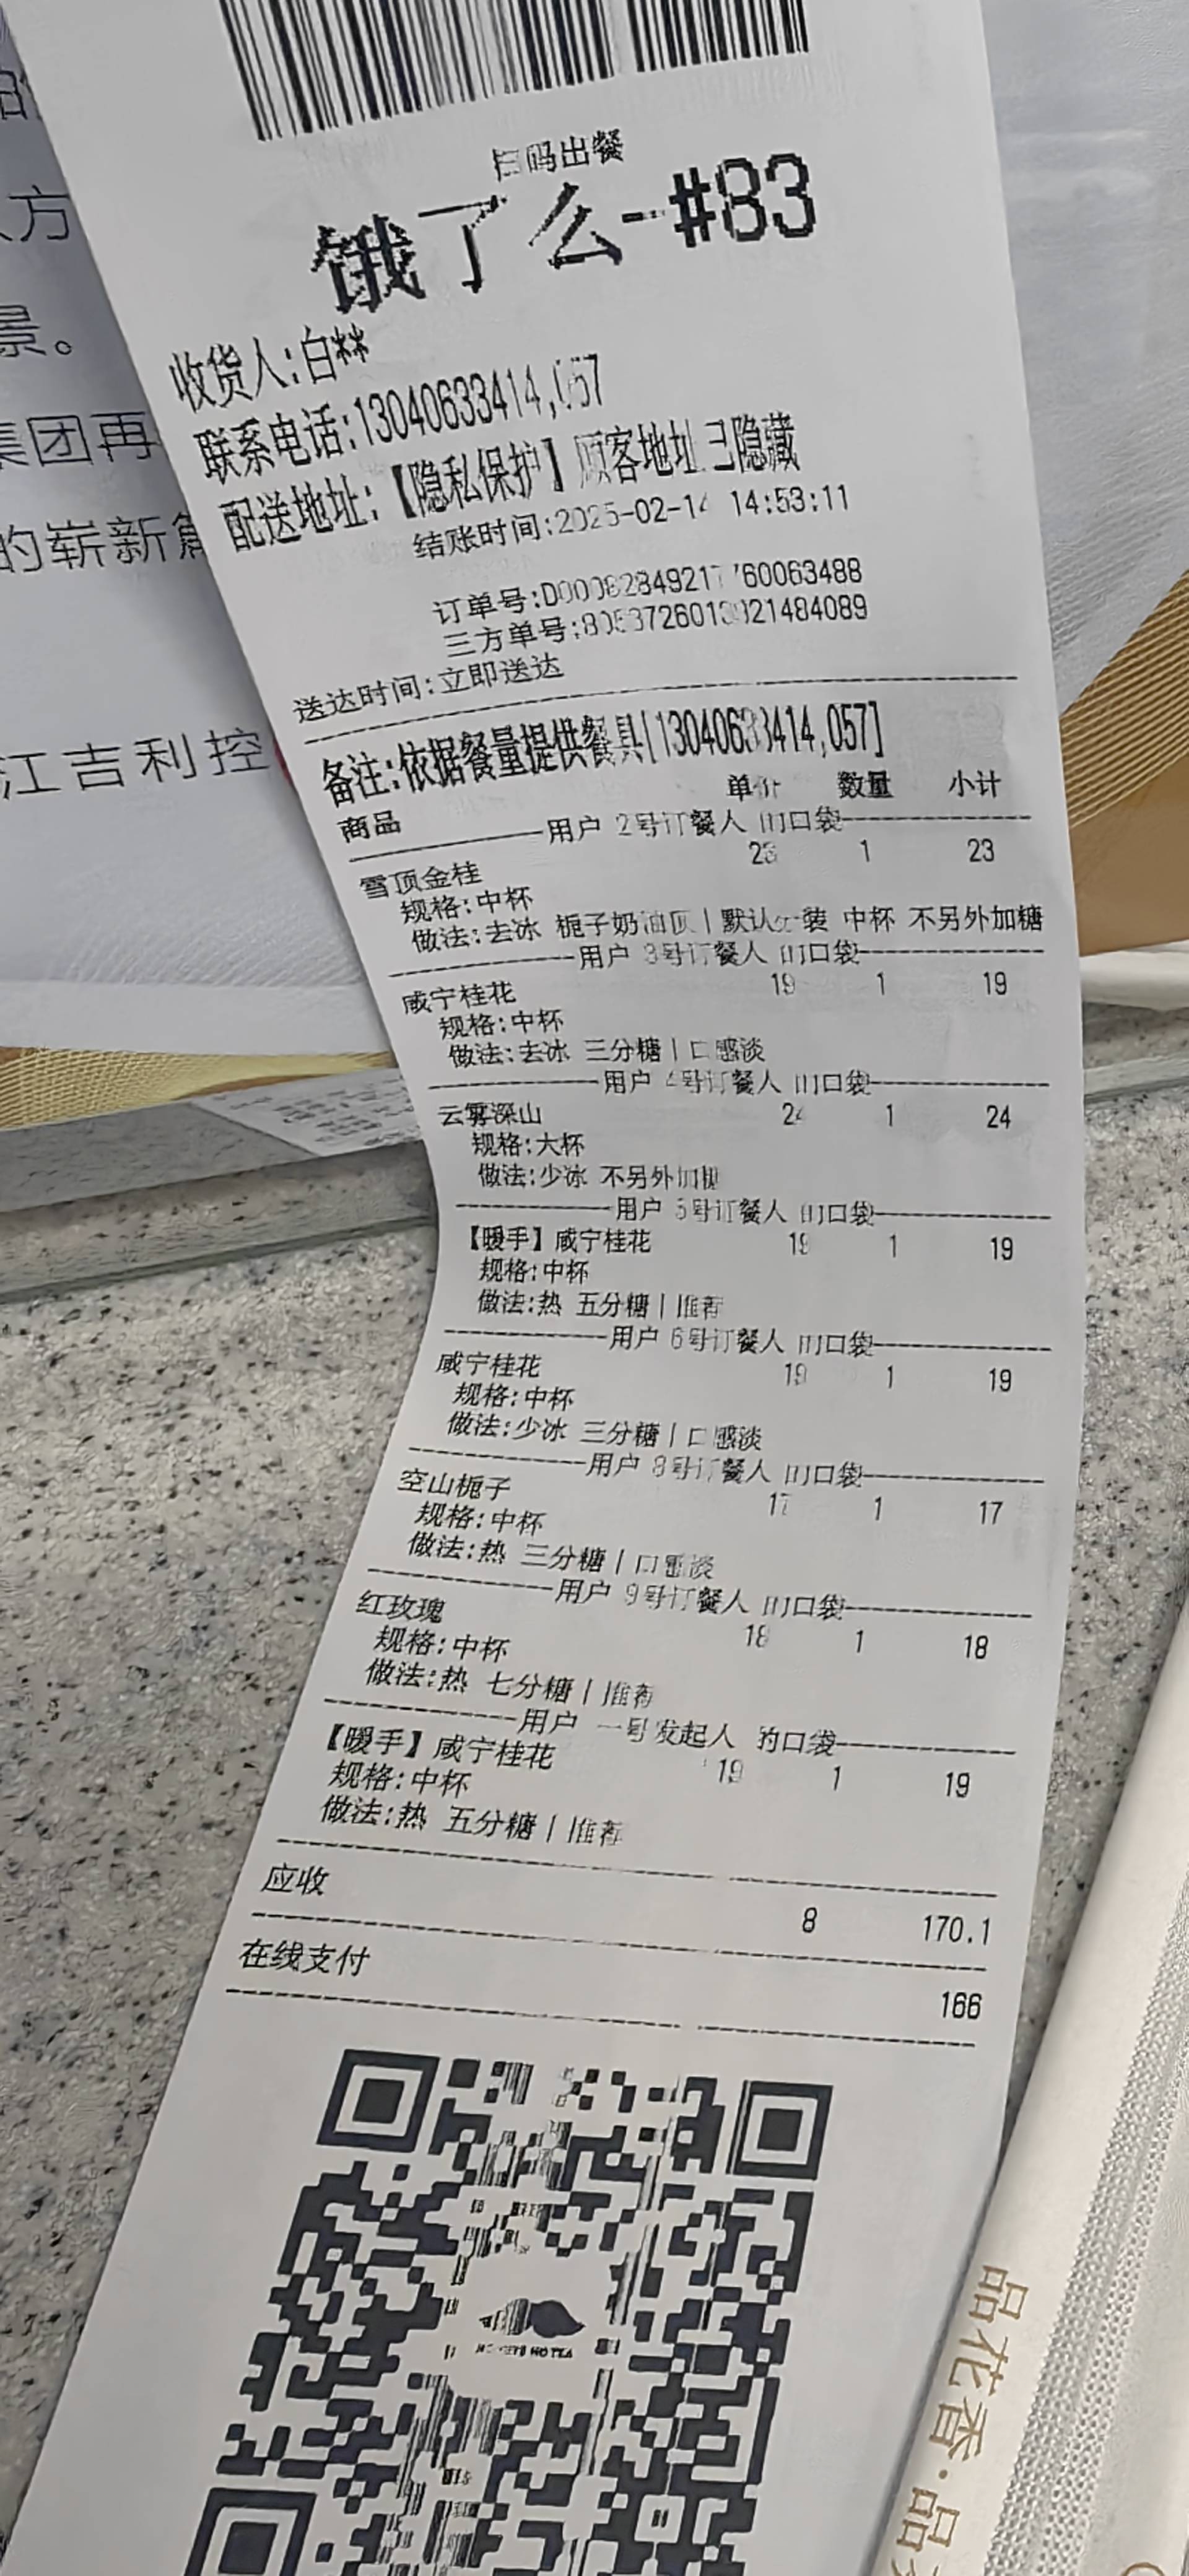 方
景。
集团再
的崭新
江吉利控
扫码出餐
饿了么-#83
收货人:白**
联系电话:13040633414,057
配送地址:【隐私保护】顾客地址已隐藏
结账时间:2025-02-14 14:53:11
订单号:
三方单号:
送达时间:立即送达
备注:依据餐量提供餐具[13040633414,057]
商品 单价 数量 小计
用户 2号订餐人 的口袋
雪顶金桂 23 1 23
规格:中杯
做法:去冰 栀子奶油顶|默认分装 中杯 不另外加糖
用户 3号订餐人 的口袋
咸宁桂花 19 1 19
规格:中杯
做法:去冰 三分糖|口感淡
用户 4号订餐人 的口袋
云雾深山 24 1 24
规格:大杯
做法:少冰 不另外加糖
用户 5号订餐人 的口袋
【暖手】咸宁桂花 19 1 19
规格:中杯
做法:热 五分糖|推荐
用户 6号订餐人 的口袋
咸宁桂花 19 1 19
规格:中杯
做法:少冰 三分糖|口感淡
用户 8号订餐人 的口袋
空山栀子 17 1 17
规格:中杯
做法:热 三分糖|口感淡
用户 9号订餐人 的口袋
红玫瑰 18 1 18
规格:中杯
做法:热 七分糖|推荐
用户 一号发起人 的口袋
【暖手】咸宁桂花 19 1 19
规格:中杯
做法:热 五分糖|推荐
应收 8 170.1
在线支付 166
品花香·品